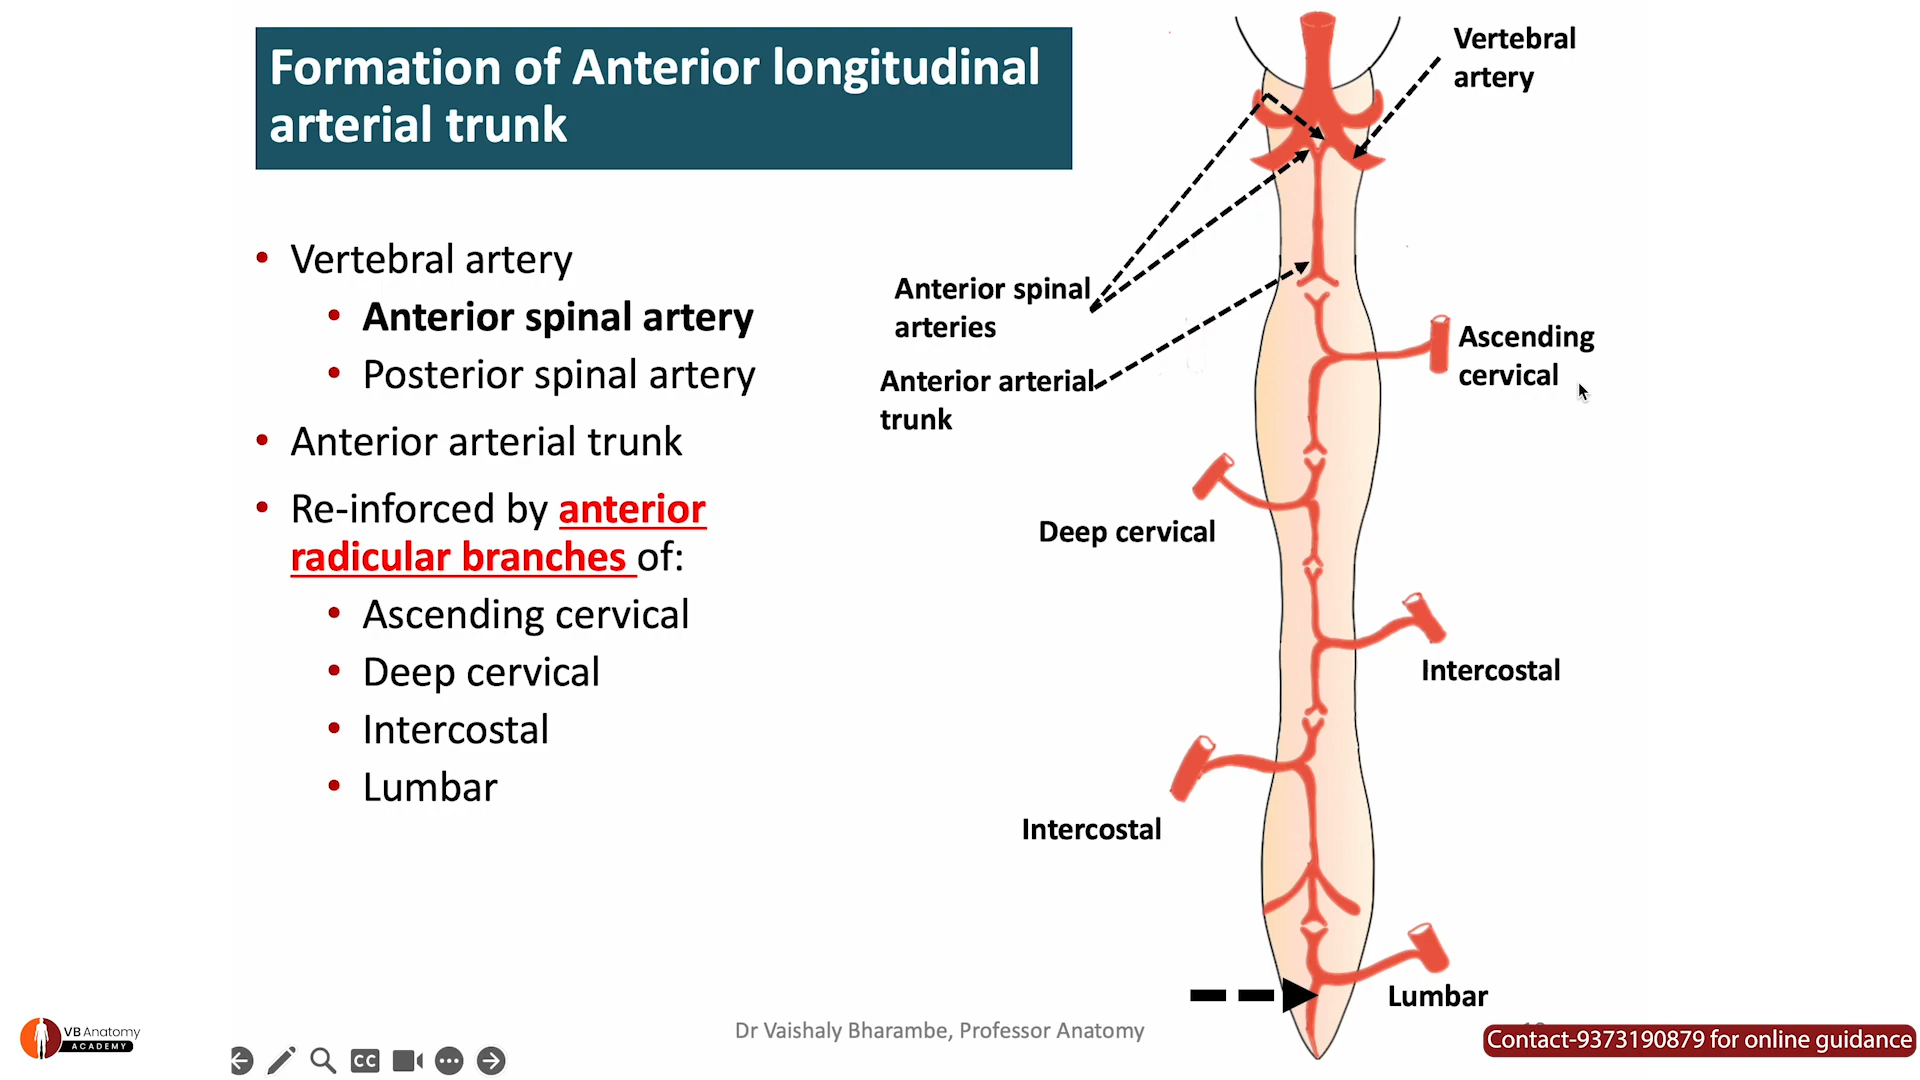 Formation of Anterior longitudinal
arterial trunk
• Vertebral artery
• Anterior spinal artery
• Posterior spinal artery
• Anterior arterial trunk
• Re-inforced by anterior
radicular branches of:
• Ascending cervical
• Deep cervical
• Intercostal
• Lumbar
Vertebral
artery
Anterior spinal
arteries
Anterior arterial
trunk
Ascending
cervical
Deep cervical
Intercostal
Intercostal
Lumbar
VB Anatomy
ACADEMY
CC
Dr Vaishaly Bharambe, Professor Anatomy
Contact-9373190879 for online guidance